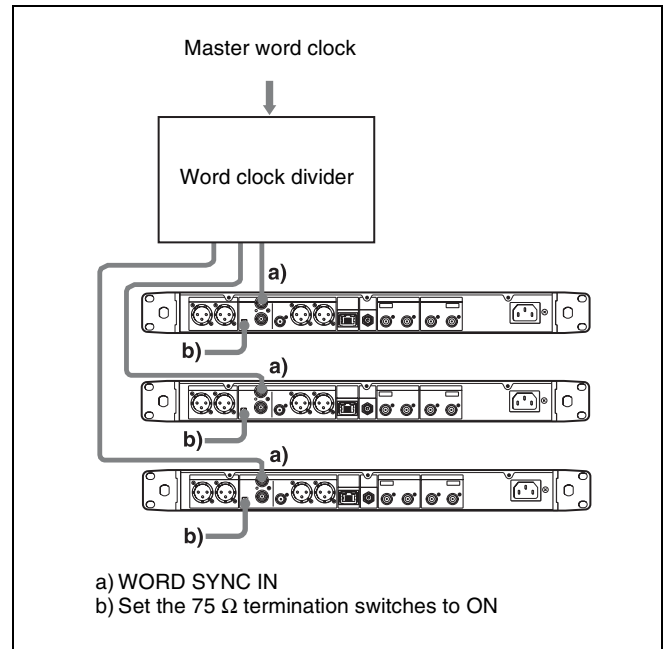 Master word clock
Word clock divider
a)
b)
a)
b)
a)
b)
a) WORD SYNC IN
b) Set the 75 Ω termination switches to ON